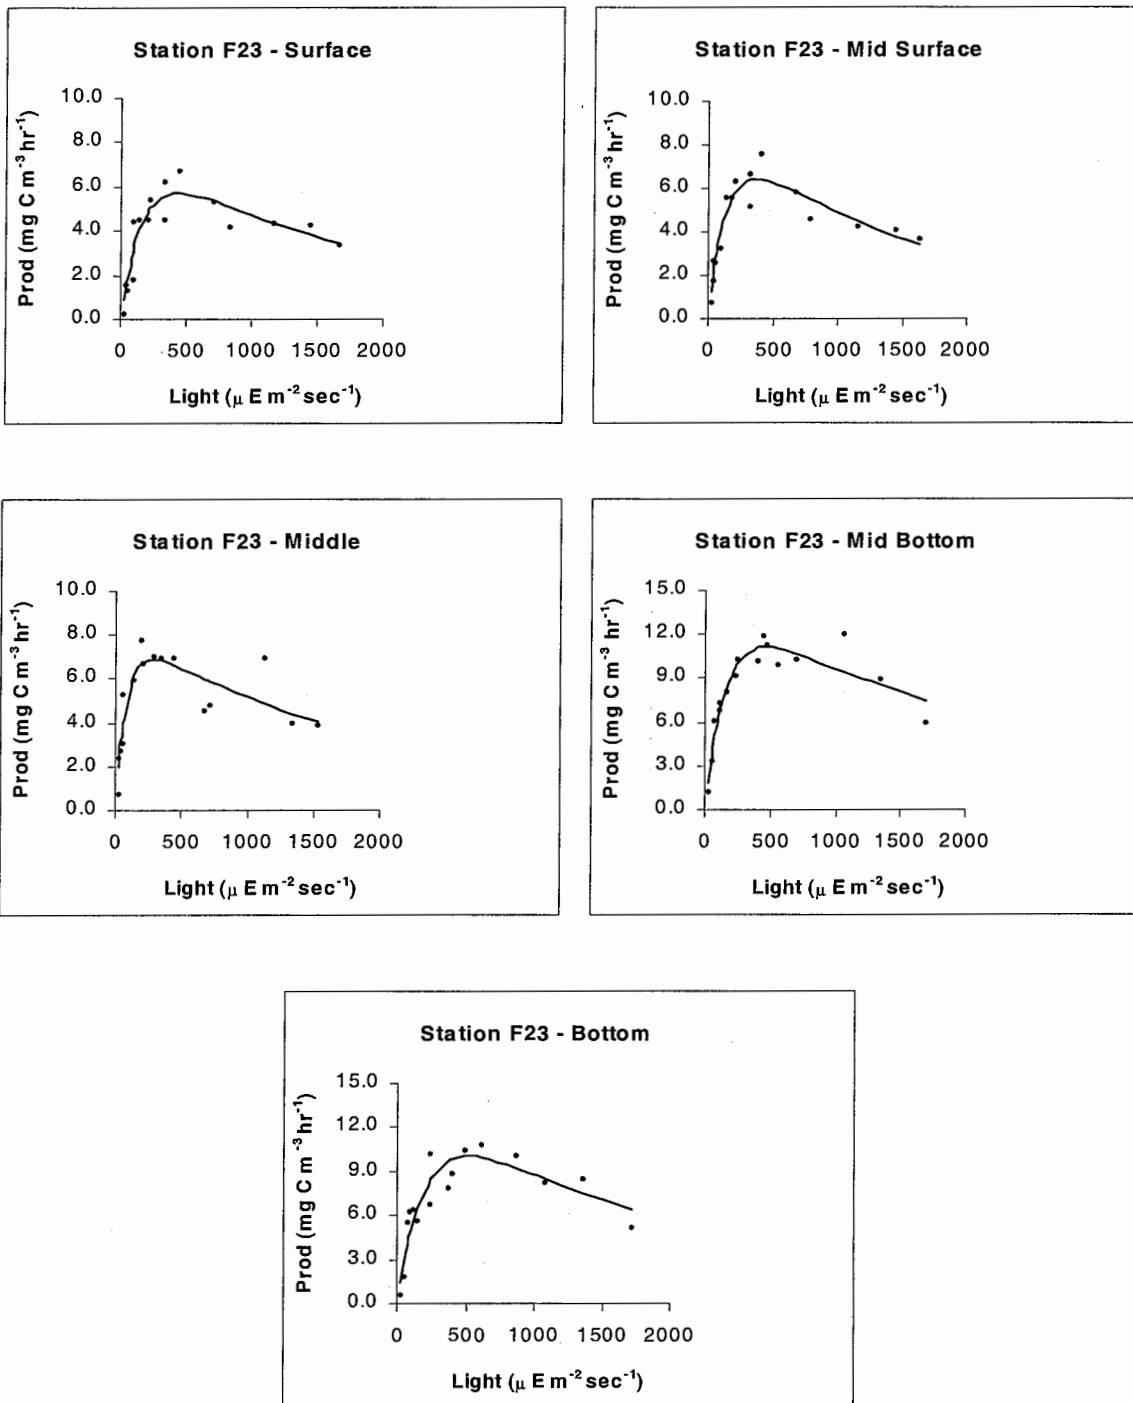 Station F23 - Surface
Prod (mg C m⁻³ hr⁻¹)
10.0
8.0
6.0
4.0
2.0
0.0
0 500 1000 1500 2000
Light (μ E m⁻² sec⁻¹)
Station F23 - Mid Surface
Prod (mg C m⁻³ hr⁻¹)
10.0
8.0
6.0
4.0
2.0
0.0
0 500 1000 1500 2000
Light (μ E m⁻² sec⁻¹)
Station F23 - Middle
Prod (mg C m⁻³ hr⁻¹)
10.0
8.0
6.0
4.0
2.0
0.0
0 500 1000 1500 2000
Light (μ E m⁻² sec⁻¹)
Station F23 - Mid Bottom
Prod (mg C m⁻³ hr⁻¹)
15.0
12.0
9.0
6.0
3.0
0.0
0 500 1000 1500 2000
Light (μ E m⁻² sec⁻¹)
Station F23 - Bottom
Prod (mg C m⁻³ hr⁻¹)
15.0
12.0
9.0
6.0
3.0
0.0
0 500 1000 1500 2000
Light (μ E m⁻² sec⁻¹)